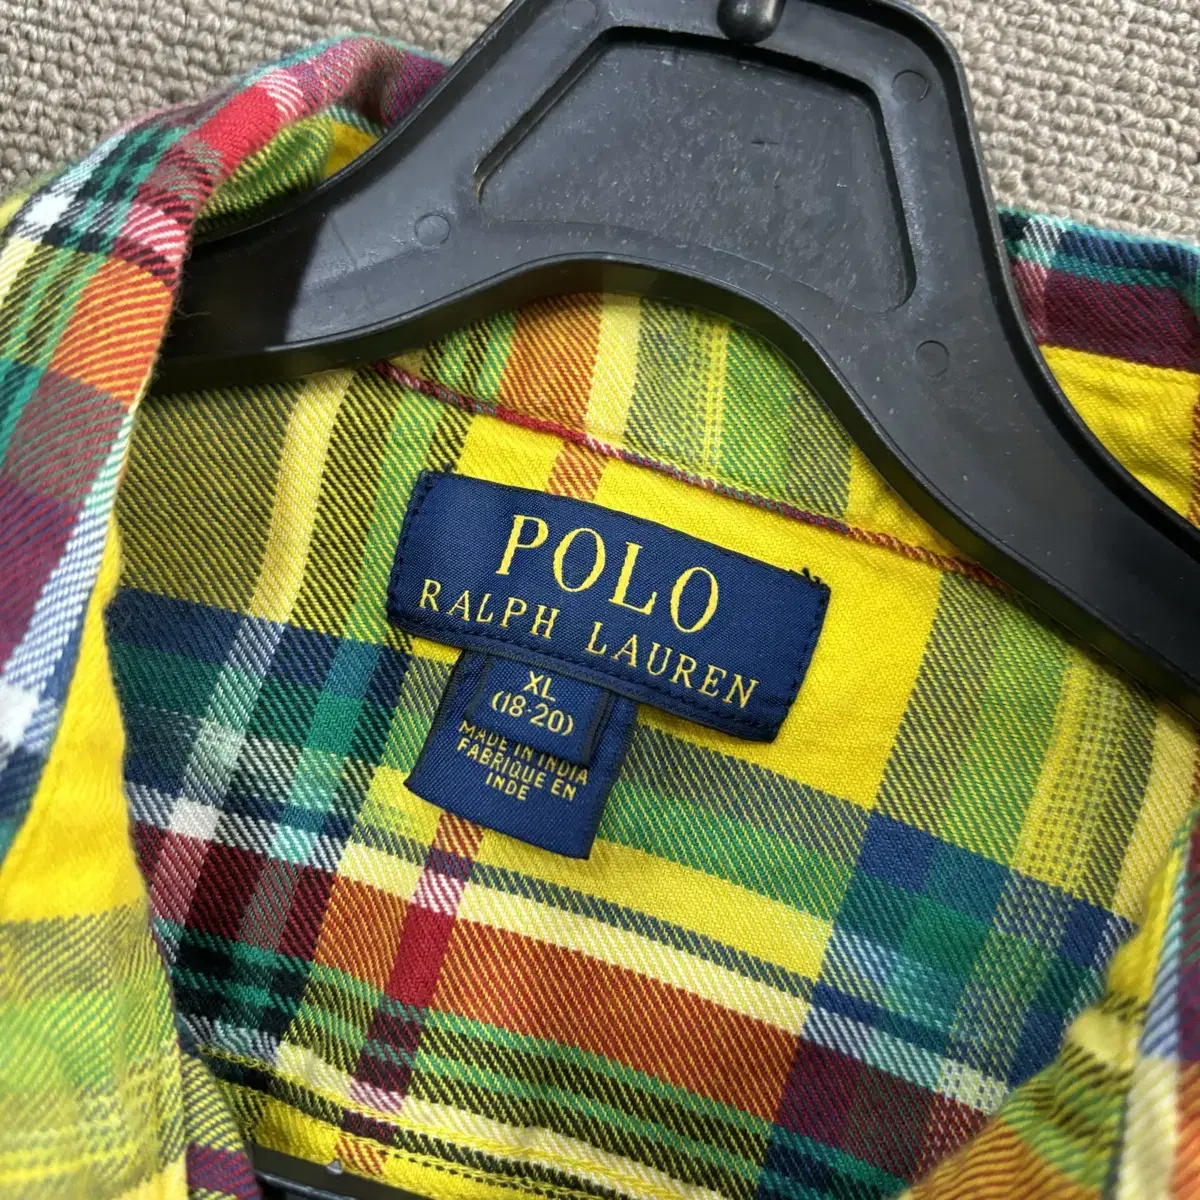 POLO
RALPH LAUREN
XL
(18-20)
MADE IN INDIA
FABRIQUE EN
INDE